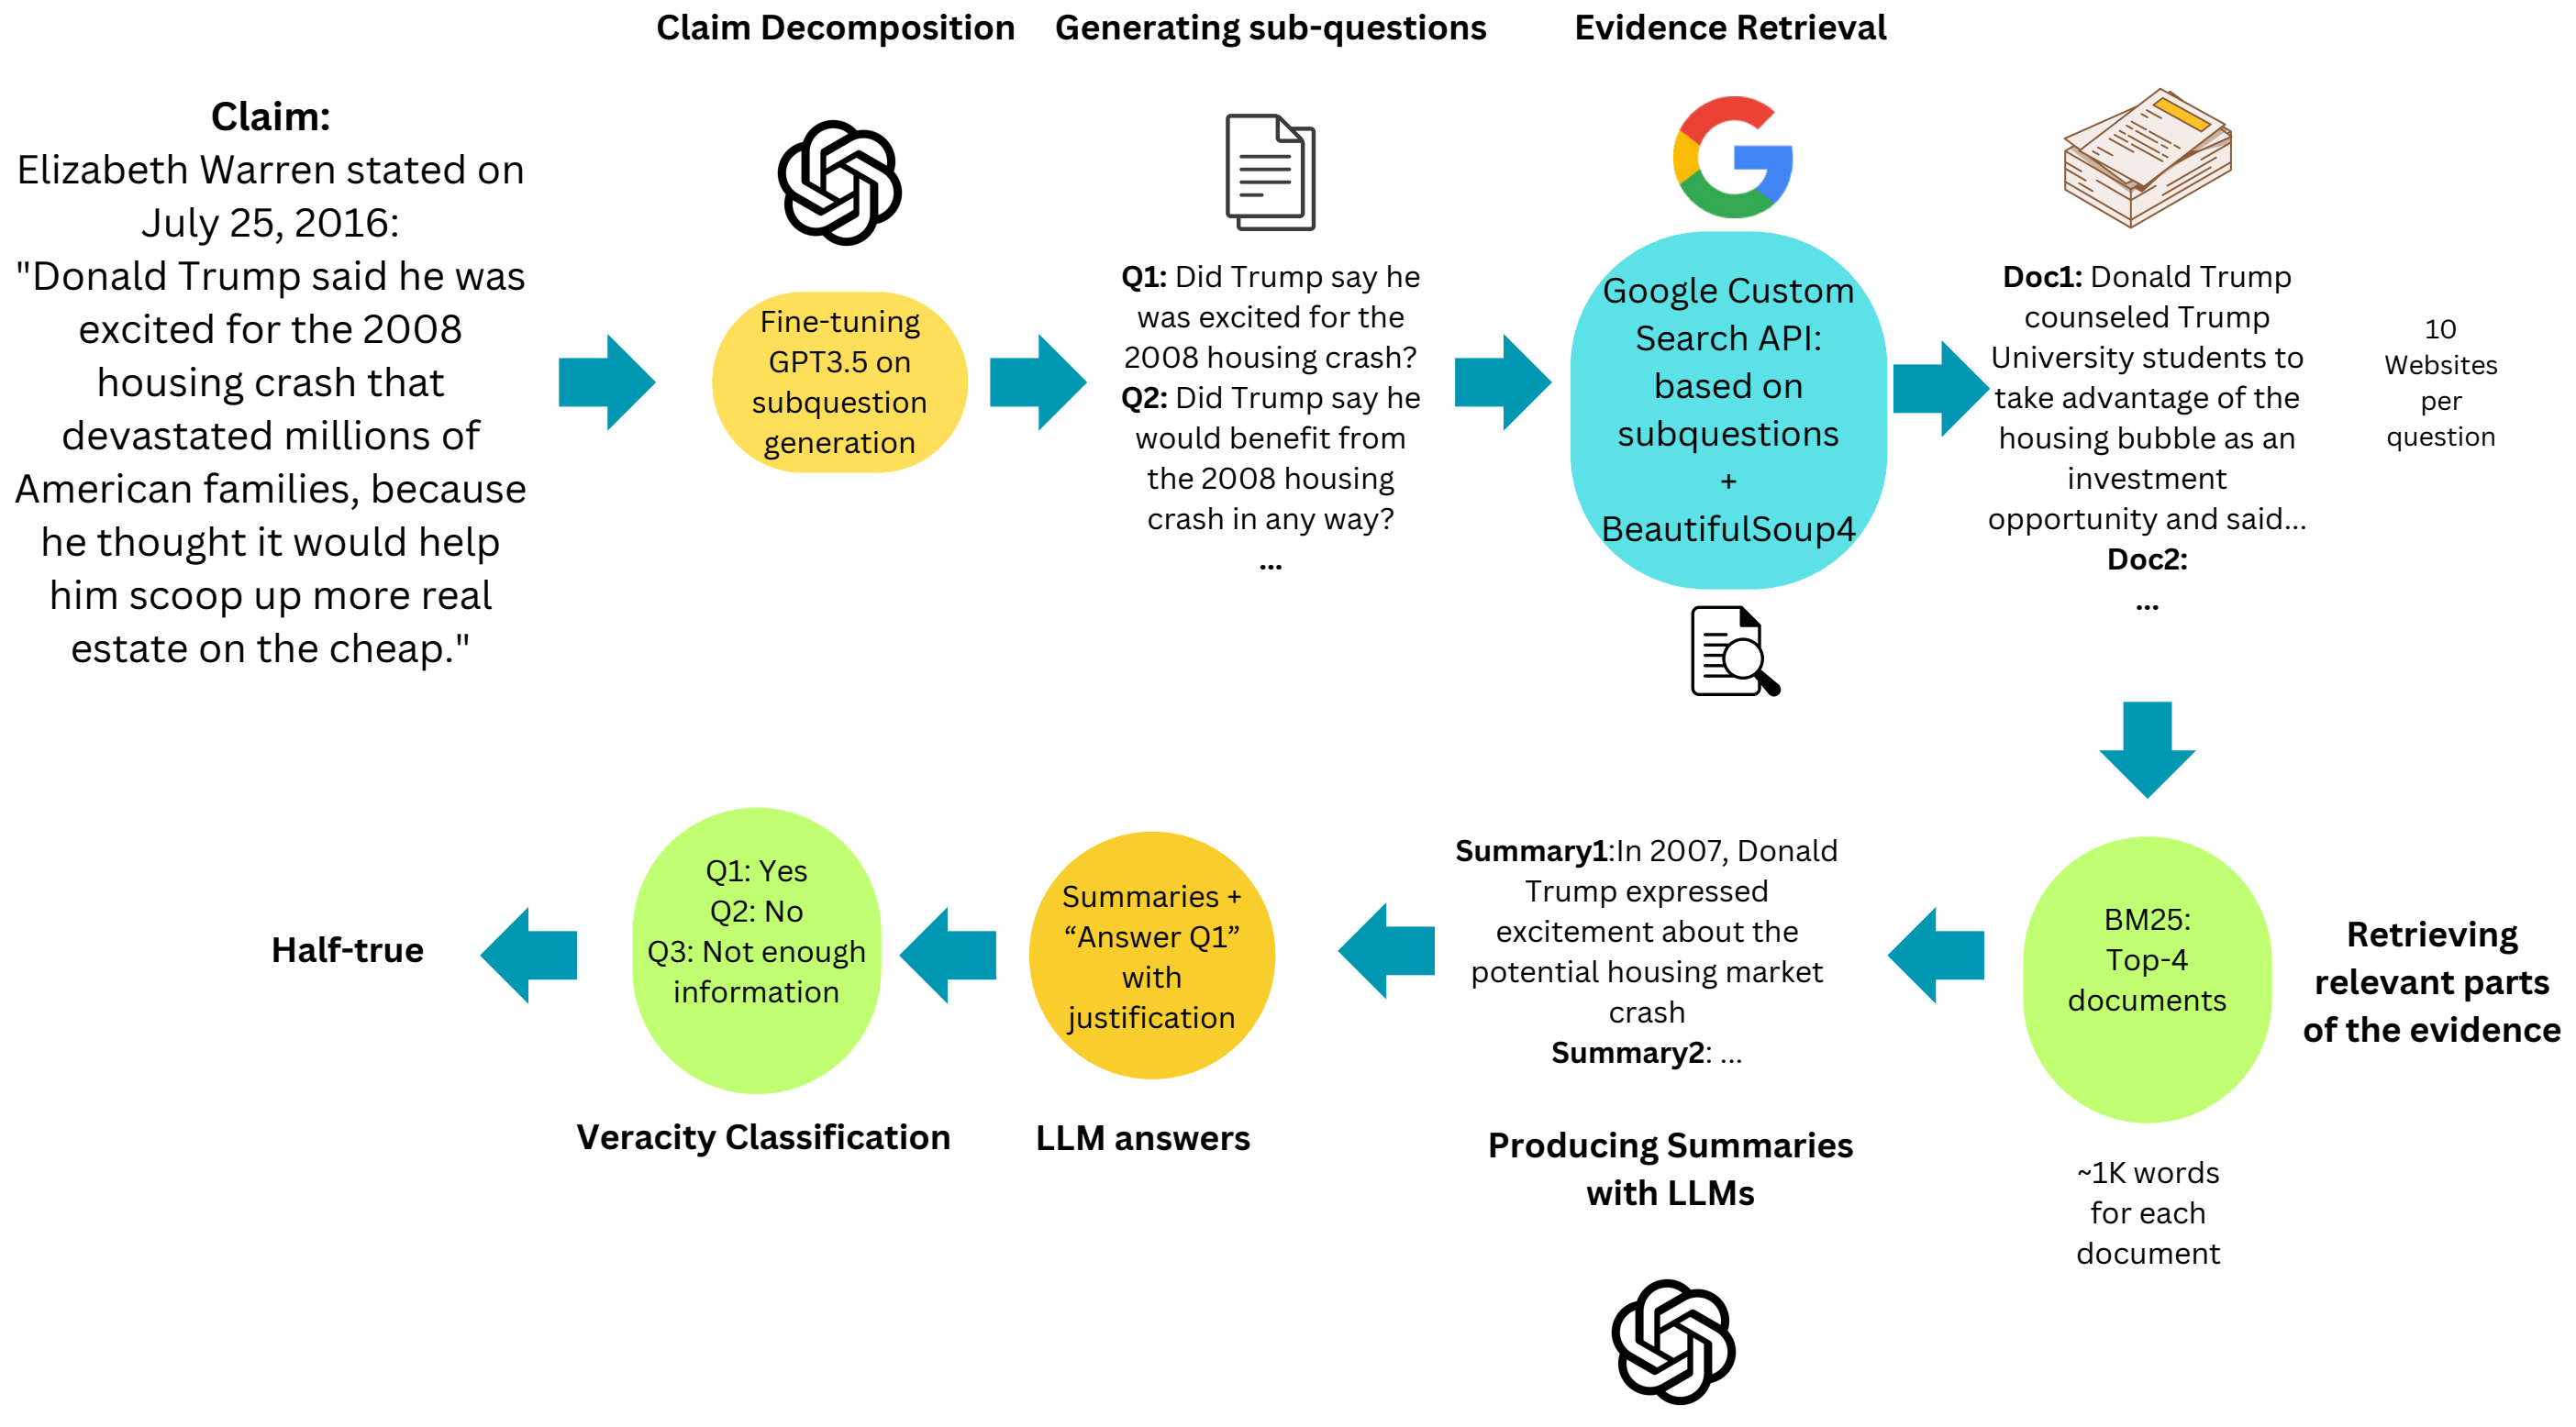 Claim Decomposition
Generating sub-questions
Evidence Retrieval
Claim:
Elizabeth Warren stated on
July 25, 2016:
"Donald Trump said he was
excited for the 2008
housing crash that
devastated millions of
American families, because
he thought it would help
him scoop up more real
estate on the cheap."
Fine-tuning
GPT3.5 on
subquestion
generation
Q1: Did Trump say he
was excited for the
2008 housing crash?
Q2: Did Trump say he
would benefit from
the 2008 housing
crash in any way?
...
Google Custom
Search API:
based on
subquestions
+
BeautifulSoup4
Doc1: Donald Trump
counseled Trump
University students to
take advantage of the
housing bubble as an
investment
opportunity and said...
Doc2:
...
10
Websites
per
question
BM25:
Top-4
documents
Retrieving
relevant parts
of the evidence
~1K words
for each
document
Summary1:In 2007, Donald
Trump expressed
excitement about the
potential housing market
crash
Summary2: ...
Producing Summaries
with LLMs
Summaries +
“Answer Q1”
with
justification
LLM answers
Q1: Yes
Q2: No
Q3: Not enough
information
Veracity Classification
Half-true